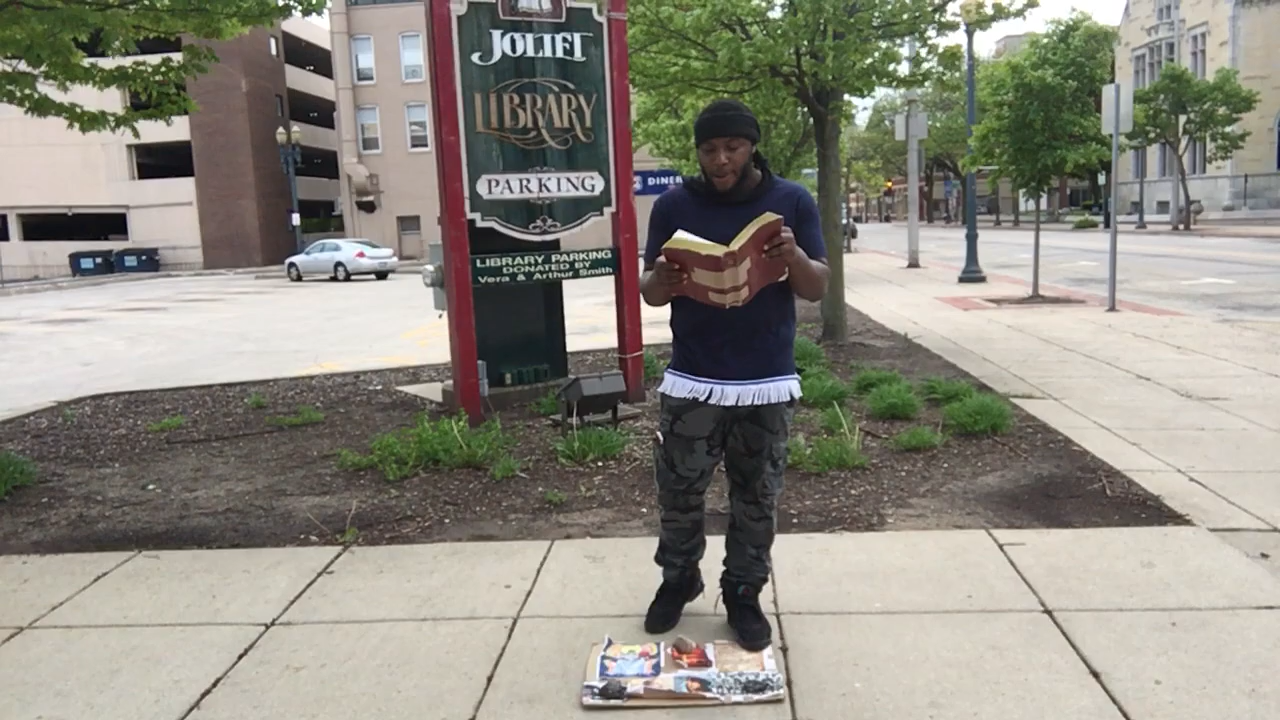 JOLIET
LIBRARY
PARKING
LIBRARY PARKING
DONATED BY
Vera & Arthur Smith
DINER